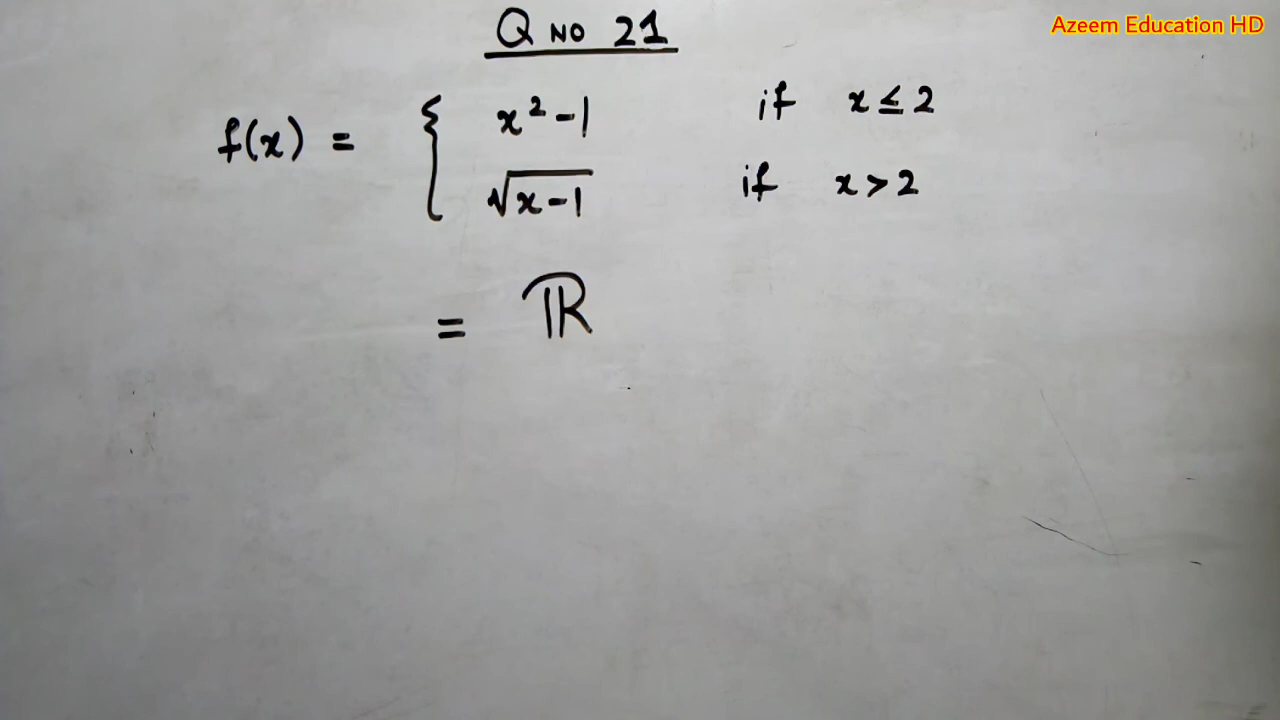 Azeem Education HD
Q NO 21
f(x) = { x² - 1 if x ≤ 2
√(x-1) if x > 2
= ℝ